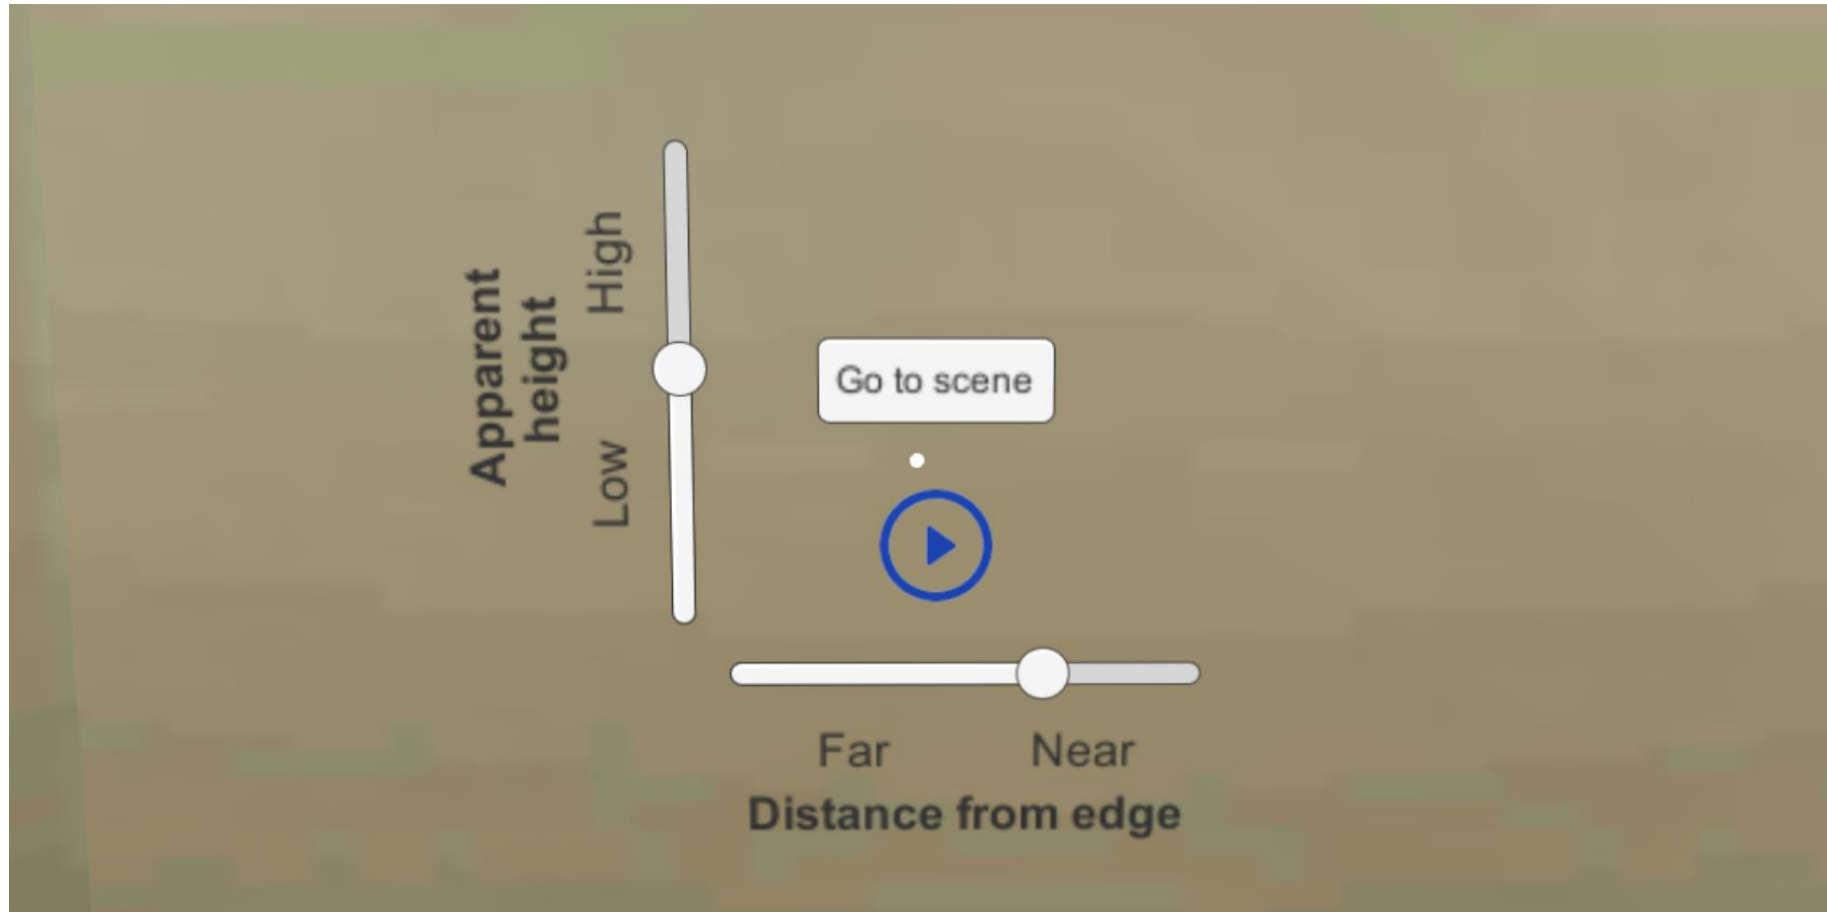 Apparent
height
High
Low
Go to scene
Far Near
Distance from edge